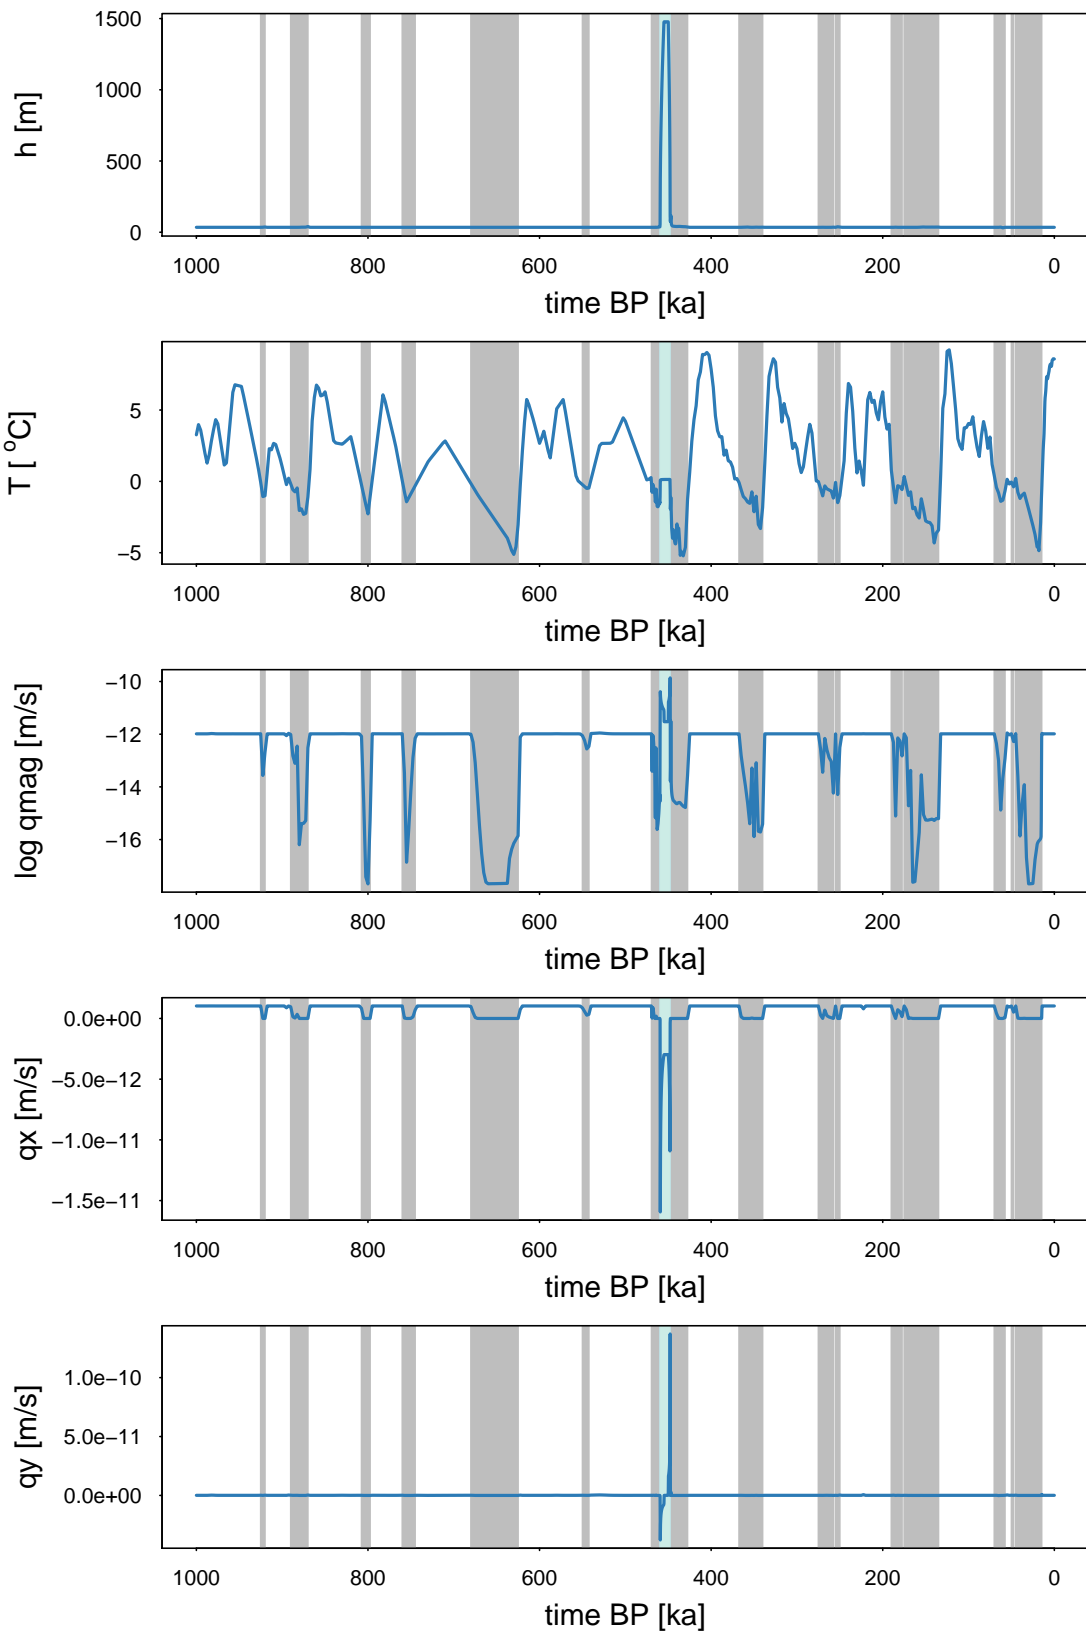 1500
1000
500
0
h [m]
1000 800 600 400 200 0
time BP [ka]
5
0
−5
T [ °C]
1000 800 600 400 200 0
time BP [ka]
−10
−12
−14
−16
log qmag [m/s]
1000 800 600 400 200 0
time BP [ka]
0.0e+00
−5.0e−12
−1.0e−11
−1.5e−11
qx [m/s]
1000 800 600 400 200 0
time BP [ka]
1.0e−10
5.0e−11
0.0e+00
qy [m/s]
1000 800 600 400 200 0
time BP [ka]